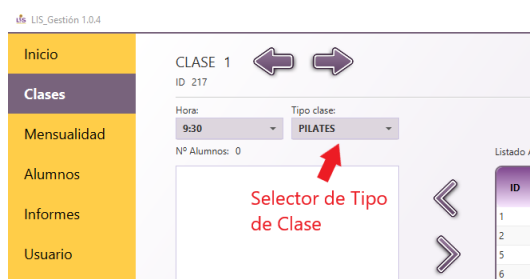 LIS_Gestión 1.0.4
Inicio
Clases
Mensualidad
Alumnos
Informes
Usuario
CLASE 1
ID 217
Hora:
Tipo clase:
9:30
PILATES
Nº Alumnos: 0
Selector de Tipo
de Clase
Listado
ID
1
2
5
6